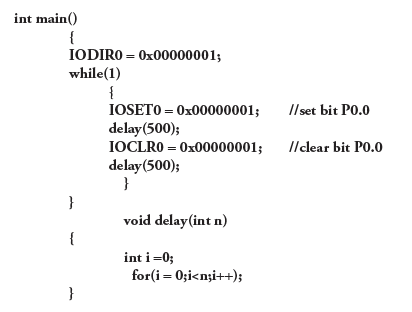 int main()
{
IODIR0 = 0x00000001;
while(1)
{
IOSET0 = 0x00000001; //set bit P0.0
delay(500);
IOCLR0 = 0x00000001; //clear bit P0.0
delay(500);
}
}
void delay(int n)
{
int i =0;
for(i = 0;i<n;i++);
}